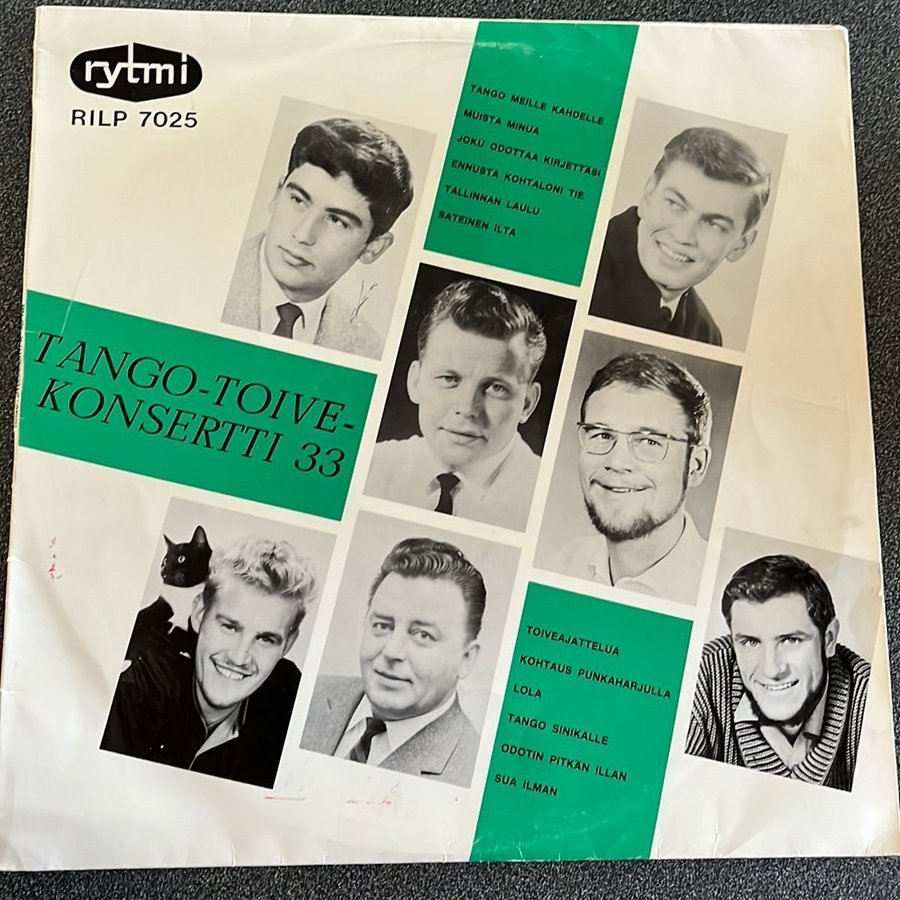 rytmi
RILP 7025
TANGO MEILLE KAHDELLE
MUISTA MINUA
JOKU ODOTTAA KIRJETTÄSI
ENNUSTA KOHTALONI TIE
TALLINNAN LAULU
SATEINEN ILTA
TANGO-TOIVE-
KONSERTTI 33
TOIVEAJATTELUA
KOHTAUS PUNKAHARJULLA
LOLA
TANGO SINIKALLE
ODOTIN PITKÄN ILLAN
SUA ILMAN